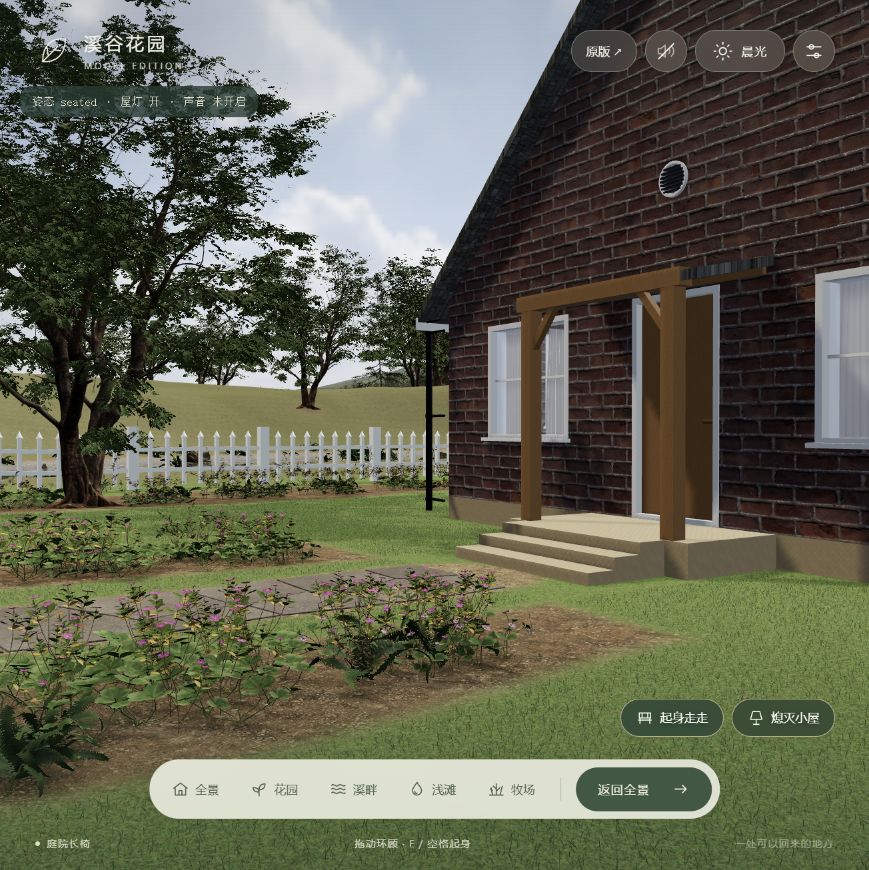 溪谷花园
MODEL EDITION
姿态 seated · 屋灯 开 · 声音 未开启
原版 ↗
晨光
起身走走
熄灭小屋
全景
花园
溪畔
浅滩
牧场
返回全景 →
庭院长椅
拖动环顾 · E / 空格起身
一处可以回来的地方